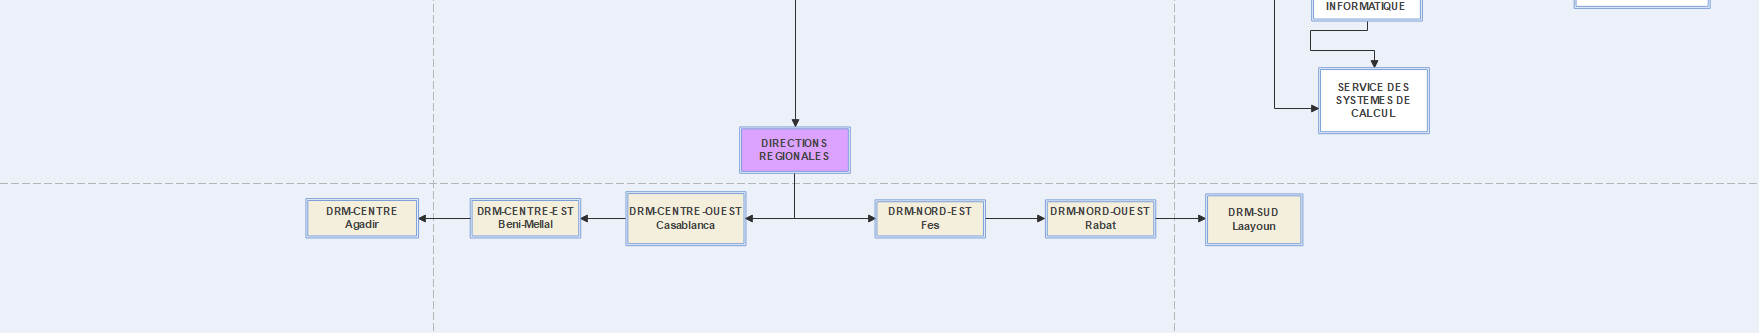 INFORMATIQUE
SERVICE DES
SYSTEMES DE
CALCUL
DIRECTIONS
REGIONALES
DRM-CENTRE
Agadir
DRM-CENTRE-EST
Beni-Mellal
DRM-CENTRE-OUEST
Casablanca
DRM-NORD-EST
Fes
DRM-NORD-OUEST
Rabat
DRM-SUD
Laayoun